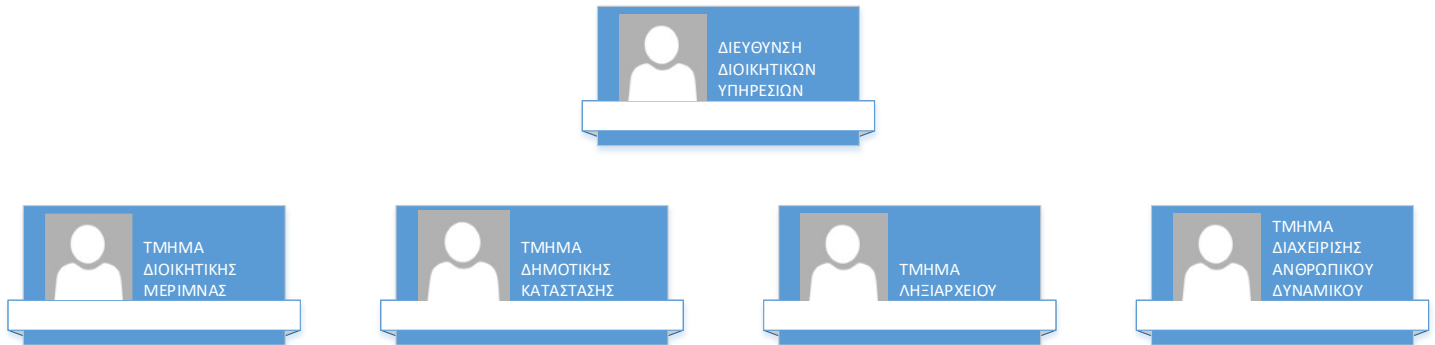 ΔΙΕΥΘΥΝΣΗ
ΔΙΟΙΚΗΤΙΚΩΝ
ΥΠΗΡΕΣΙΩΝ
ΤΜΗΜΑ
ΔΙΟΙΚΗΤΙΚΗΣ
ΜΕΡΙΜΝΑΣ
ΤΜΗΜΑ
ΔΗΜΟΤΙΚΗΣ
ΚΑΤΑΣΤΑΣΗΣ
ΤΜΗΜΑ
ΛΗΞΙΑΡΧΕΙΟΥ
ΤΜΗΜΑ
ΔΙΑΧΕΙΡΙΣΗΣ
ΑΝΘΡΩΠΙΚΟΥ
ΔΥΝΑΜΙΚΟΥ